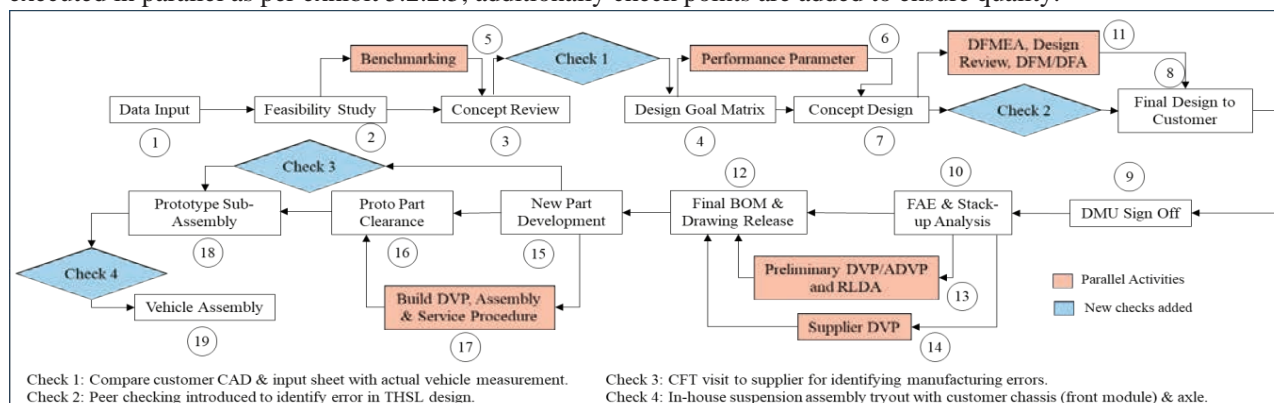 executed in parallel as per exhibit 3.2.2.3, additionally check points are added to ensure quality.
5
6
11
Benchmarking
Check 1
Performance Parameter
DFMEA, Design
Review, DFM/DFA
8
Data Input
Feasibility Study
Concept Review
Design Goal Matrix
Concept Design
Check 2
Final Design to
Customer
1
2
3
4
7
Check 3
12
10
9
Prototype Sub-
Assembly
Proto Part
Clearance
New Part
Development
Final BOM &
Drawing Release
FAE & Stack-
up Analysis
DMU Sign Off
18
16
15
Check 4
Preliminary DVP/ADVP
and RLDA
13
Parallel Activities
Build DVP, Assembly
& Service Procedure
New checks added
Vehicle Assembly
Supplier DVP
19
17
14
Check 1: Compare customer CAD & input sheet with actual vehicle measurement.
Check 3: CFT visit to supplier for identifying manufacturing errors.
Check 2: Peer checking introduced to identify error in THSL design.
Check 4: In-house suspension assembly tryout with customer chassis (front module) & axle.